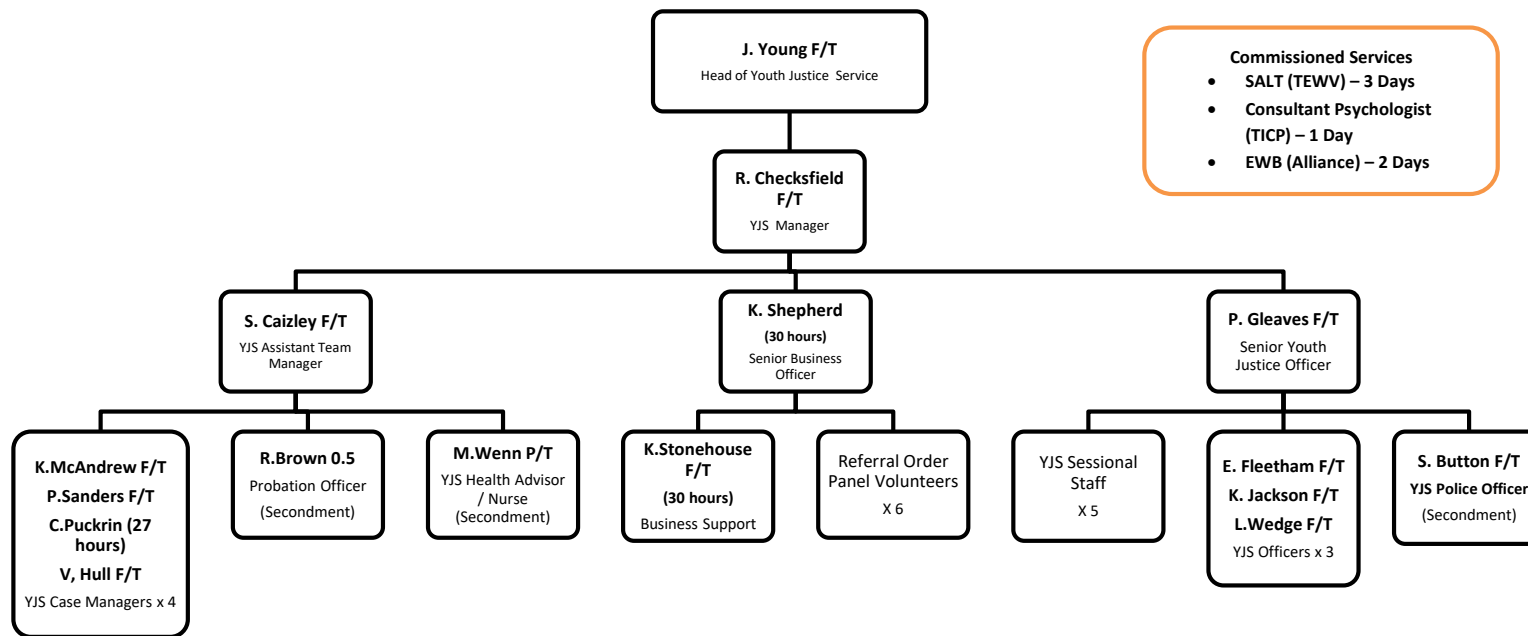 J. Young F/T
Head of Youth Justice Service
Commissioned Services
• SALT (TEWV) – 3 Days
• Consultant Psychologist
(TICP) – 1 Day
• EWB (Alliance) – 2 Days
R. Checksfield
F/T
YJS Manager
S. Caizley F/T
YJS Assistant Team
Manager
K. Shepherd
(30 hours)
Senior Business
Officer
P. Gleaves F/T
Senior Youth
Justice Officer
K.McAndrew F/T
P.Sanders F/T
C.Puckrin (27
hours)
V, Hull F/T
YJS Case Managers x 4
R.Brown 0.5
Probation Officer
(Secondment)
M.Wenn P/T
YJS Health Advisor
/ Nurse
(Secondment)
K.Stonehouse
F/T
(30 hours)
Business Support
Referral Order
Panel Volunteers
X 6
YJS Sessional
Staff
X 5
E. Fleetham F/T
K. Jackson F/T
L.Wedge F/T
YJS Officers x 3
S. Button F/T
YJS Police Officer
(Secondment)